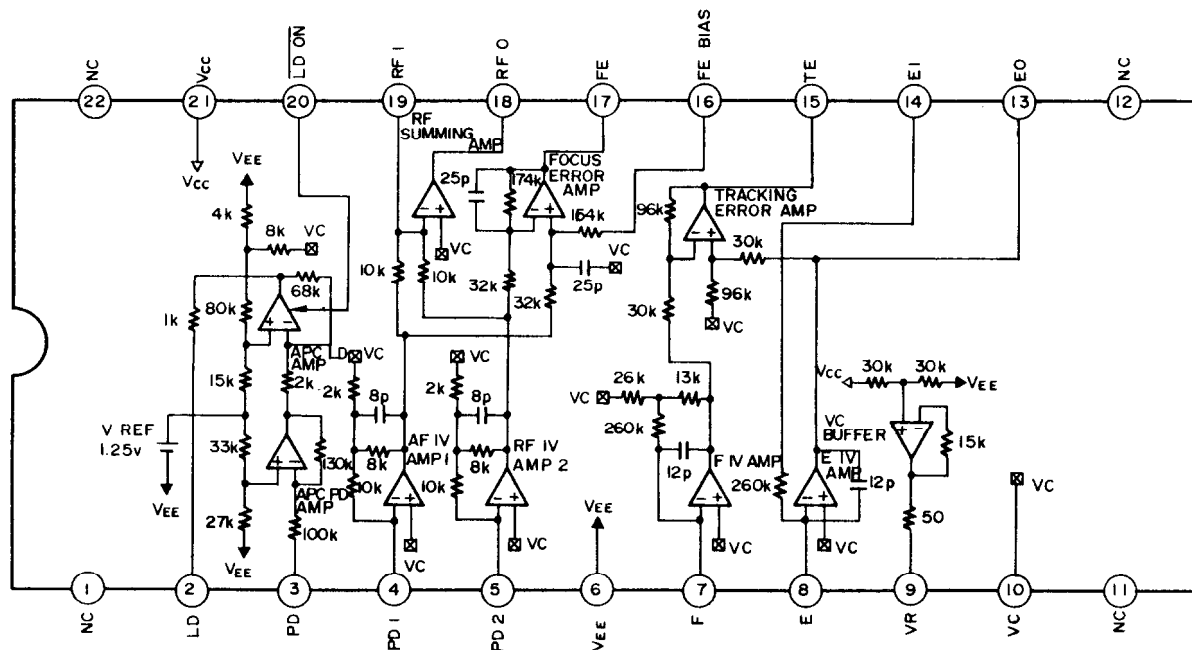 NC
Vcc
LD ON
RF I
RF O
FE
FE BIAS
TE
EI
EO
NC
22
21
20
19
18
17
16
15
14
13
12
RF
SUMMING
AMP
FOCUS
ERROR
AMP
TRACKING
ERROR AMP
VEE
Vcc
4k
8k
VC
68k
80k
1k
APC LD
AMP
15k
2k
V REF
1.25v
33k
130k
APC PD
AMP
27k
100k
VEE
VEE
25p
174k
164k
VC
VC
10k
10k
32k
32k
25p
96k
30k
96k
30k
VC
VC
2k
8p
8k
10k
AF IV
AMP 1
VC
VC
2k
8p
8k
10k
RF IV
AMP 2
VC
VEE
VC
26k
13k
260k
12p
F IV AMP
VC
260k
E IV
AMP
12p
VC
Vcc
30k
30k
VEE
VC
BUFFER
15k
50
VC
1
2
3
4
5
6
7
8
9
10
11
NC
LD
PD
PD 1
PD 2
VEE
F
E
VR
VC
NC